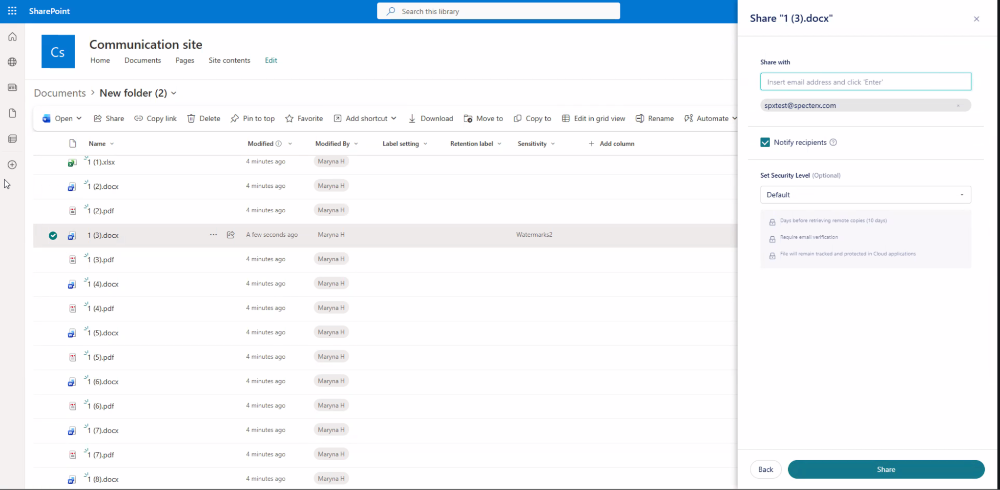 SharePoint
Search this library
Share "1 (3).docx"
Cs
Communication site
Home Documents Pages Site contents Edit
Share with
Insert email address and click 'Enter'
spxtest@specterx.com
Documents > New folder (2)
Open Share Copy link Delete Pin to top Favorite Add shortcut Download Move to Copy to Edit in grid view Rename Automate
Name Modified Modified By Label setting Retention label Sensitivity + Add column
Notify recipients
1 (1).xlsx 4 minutes ago Maryna H
1 (2).docx 4 minutes ago Maryna H
1 (2).pdf 4 minutes ago Maryna H
1 (3).docx A few seconds ago Maryna H Watermarks2
1 (3).pdf 4 minutes ago Maryna H
1 (4).docx 4 minutes ago Maryna H
1 (4).pdf 4 minutes ago Maryna H
1 (5).docx 4 minutes ago Maryna H
1 (5).pdf 4 minutes ago Maryna H
1 (6).docx 4 minutes ago Maryna H
1 (6).pdf 4 minutes ago Maryna H
1 (7).docx 4 minutes ago Maryna H
1 (7).pdf 4 minutes ago Maryna H
1 (8).docx 4 minutes ago Maryna H
Set Security Level (Optional)
Default
Days before retrieving remote copies (10 days)
Require email verification
File will remain tracked and protected in Cloud applications
Back Share